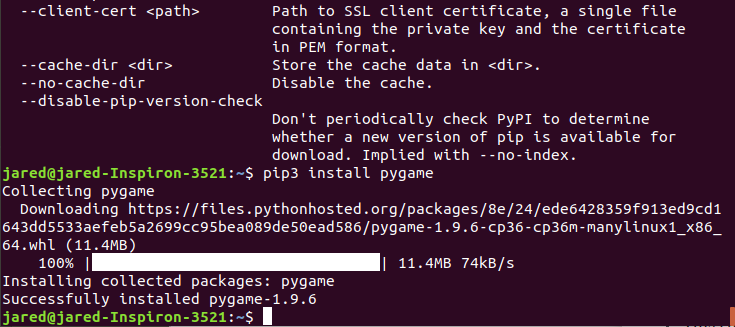 --client-cert <path>        Path to SSL client certificate, a single file
containing the private key and the certificate
in PEM format.
--cache-dir <dir>           Store the cache data in <dir>.
--no-cache-dir              Disable the cache.
--disable-pip-version-check
Don't periodically check PyPI to determine
whether a new version of pip is available for
download. Implied with --no-index.
jared@jared-Inspiron-3521:~$ pip3 install pygame
Collecting pygame
Downloading https://files.pythonhosted.org/packages/8e/24/ede6428359f913ed9cd1
643dd5533aefeb5a2699cc95bea089de50ead586/pygame-1.9.6-cp36-cp36m-manylinux1_x86_
64.whl (11.4MB)
100% |████████████████████████████████| 11.4MB 74kB/s
Installing collected packages: pygame
Successfully installed pygame-1.9.6
jared@jared-Inspiron-3521:~$